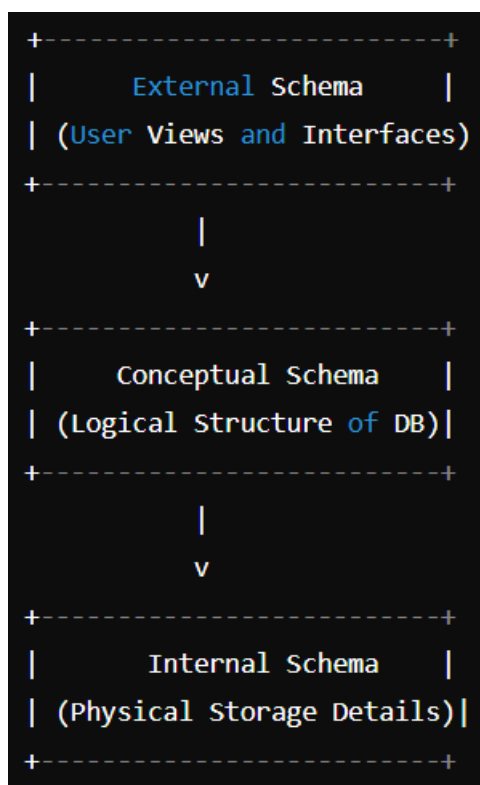 +--------------------------+
|      External Schema     |
| (User Views and Interfaces)
+--------------------------+
           |
           v
+--------------------------+
|     Conceptual Schema    |
| (Logical Structure of DB)|
+--------------------------+
           |
           v
+--------------------------+
|       Internal Schema    |
| (Physical Storage Details)|
+--------------------------+